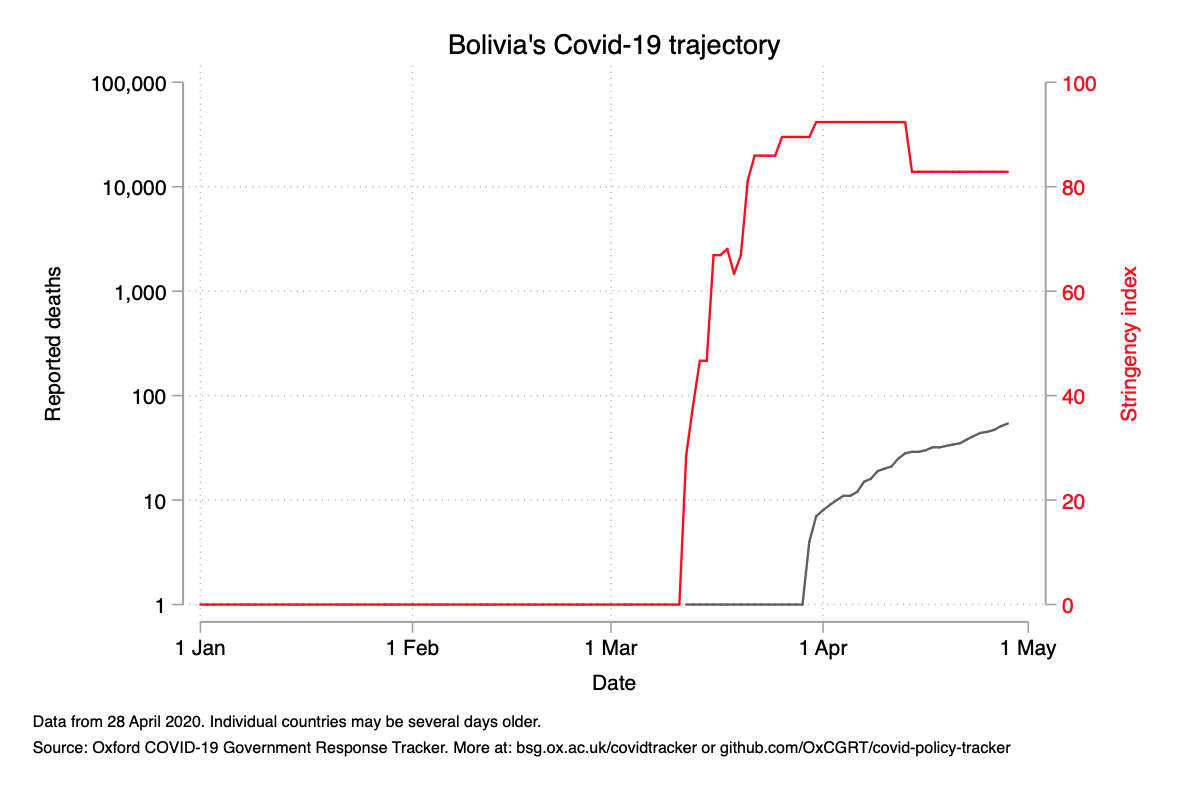 Bolivia's Covid-19 trajectory
100,000
10,000
1,000
100
10
1
Reported deaths
100
80
60
40
20
0
Stringency index
1 Jan
1 Feb
1 Mar
1 Apr
1 May
Date
Data from 28 April 2020. Individual countries may be several days older.
Source: Oxford COVID-19 Government Response Tracker. More at: bsg.ox.ac.uk/covidtracker or github.com/OxCGRT/covid-policy-tracker